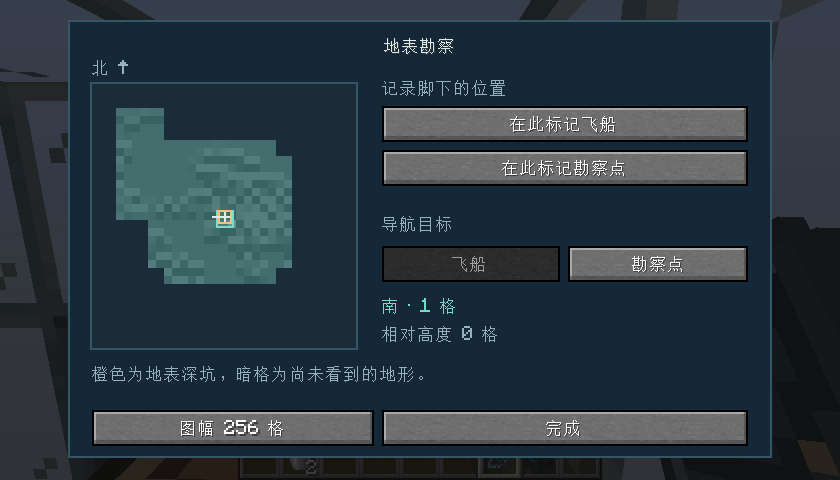 地表勘察
北 ↑
记录脚下的位置
在此标记飞船
在此标记勘察点
导航目标
飞船
勘察点
南 · 1 格
相对高度 0 格
橙色为地表深坑，暗格为尚未看到的地形。
图幅 256 格
完成
2